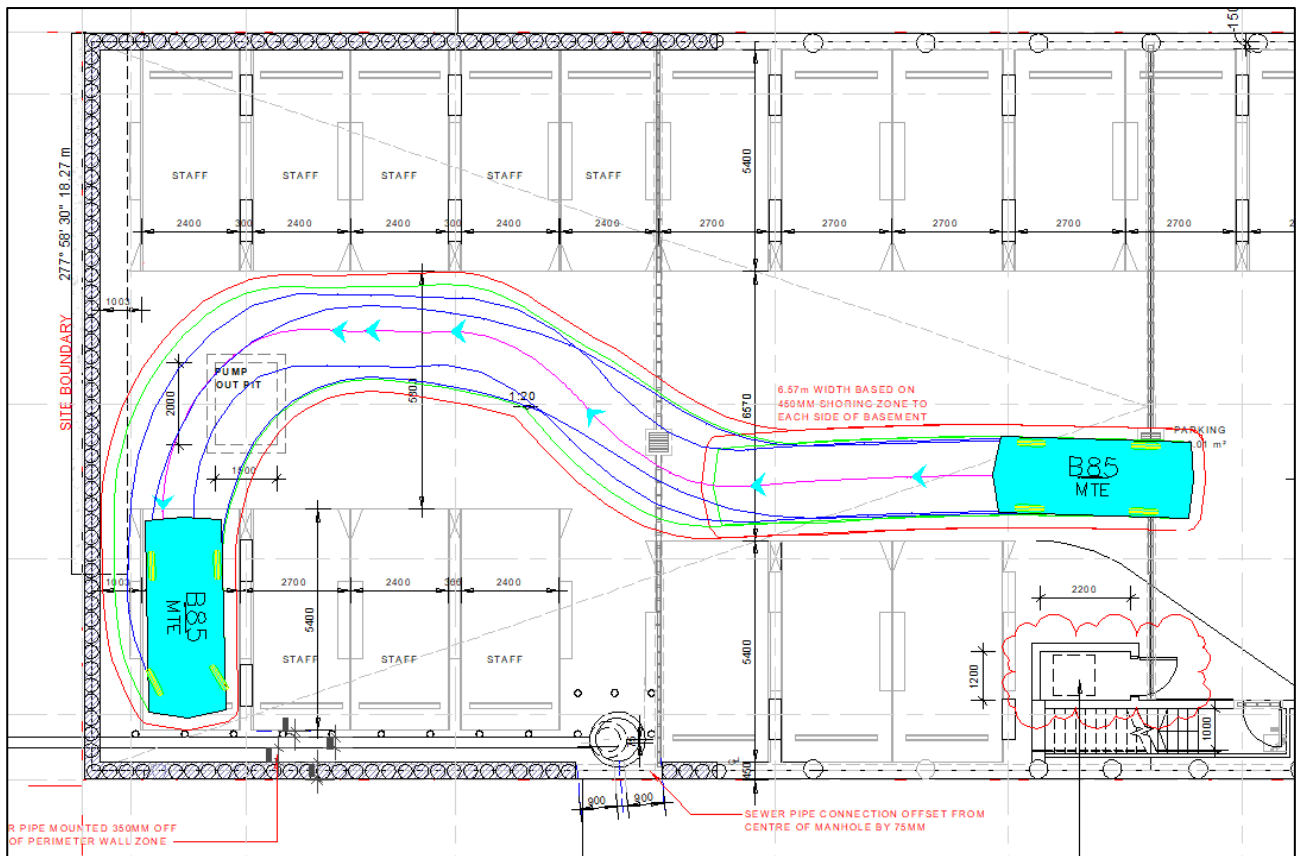 150
277° 58' 30" 18.27 m
SITE BOUNDARY
STAFF
STAFF
STAFF
STAFF
STAFF
5400
2400
300
2400
2400
300
2400
2400
2700
2700
2700
2700
2700
1003
PUMP
OUT PIT
2000
1800
5800
1:20
6570
6.57m WIDTH BASED ON
450MM SHORING ZONE TO
EACH SIDE OF BASEMENT
PARKING
.01 m²
B85
MTE
B85
MTE
1003
2700
2400
300
2400
5400
STAFF
STAFF
STAFF
5400
2200
1200
1000
450
900
900
R PIPE MOUNTED 350MM OFF
OF PERIMETER WALL ZONE
SEWER PIPE CONNECTION OFFSET FROM
CENTRE OF MANHOLE BY 75MM